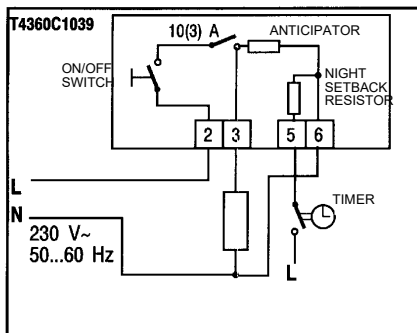 T4360C1039
10(3) A
ANTICIPATOR
ON/OFF
SWITCH
NIGHT
SETBACK
RESISTOR
2 3 5 6
L
TIMER
N
230 V~
50...60 Hz
L